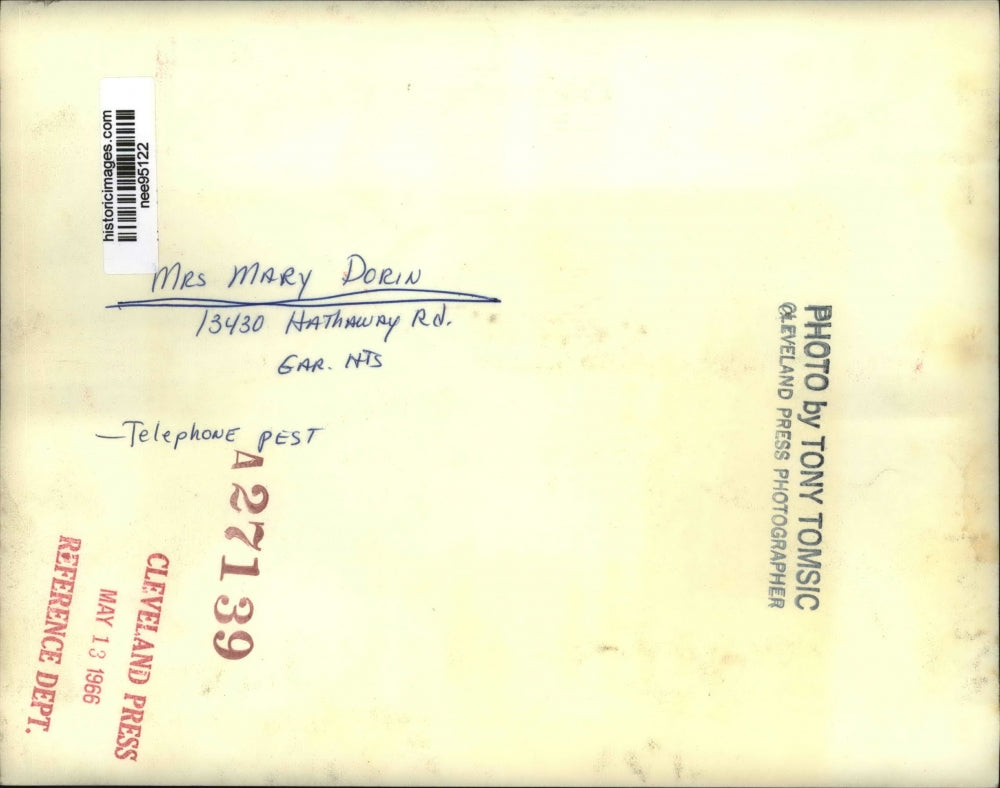 historicimages.com
nee95122
MRS MARY DORIN
13430 HATHAWAY Rd.
GAR. HTS
—Telephone PEST
A27139
CLEVELAND PRESS
MAY 13 1966
REFERENCE DEPT.
PHOTO by TONY TOMSIC
CLEVELAND PRESS PHOTOGRAPHER